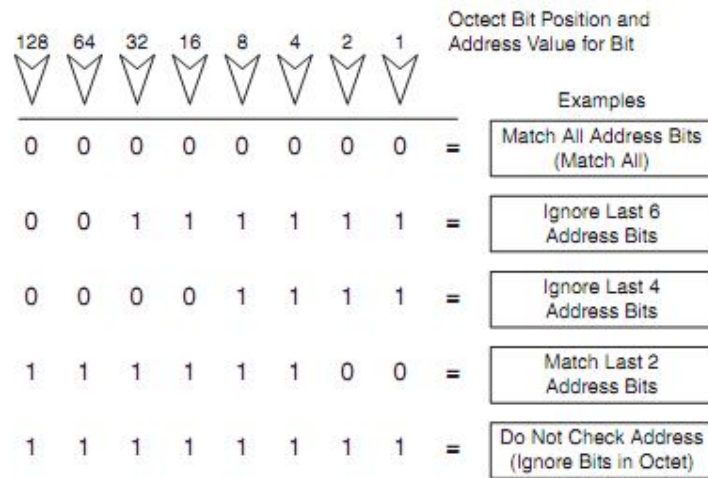 Octect Bit Position and
Address Value for Bit
128 64 32 16 8 4 2 1
Examples
0 0 0 0 0 0 0 0 = Match All Address Bits
(Match All)
0 0 1 1 1 1 1 1 = Ignore Last 6
Address Bits
0 0 0 0 1 1 1 1 = Ignore Last 4
Address Bits
1 1 1 1 1 1 0 0 = Match Last 2
Address Bits
1 1 1 1 1 1 1 1 = Do Not Check Address
(Ignore Bits in Octet)